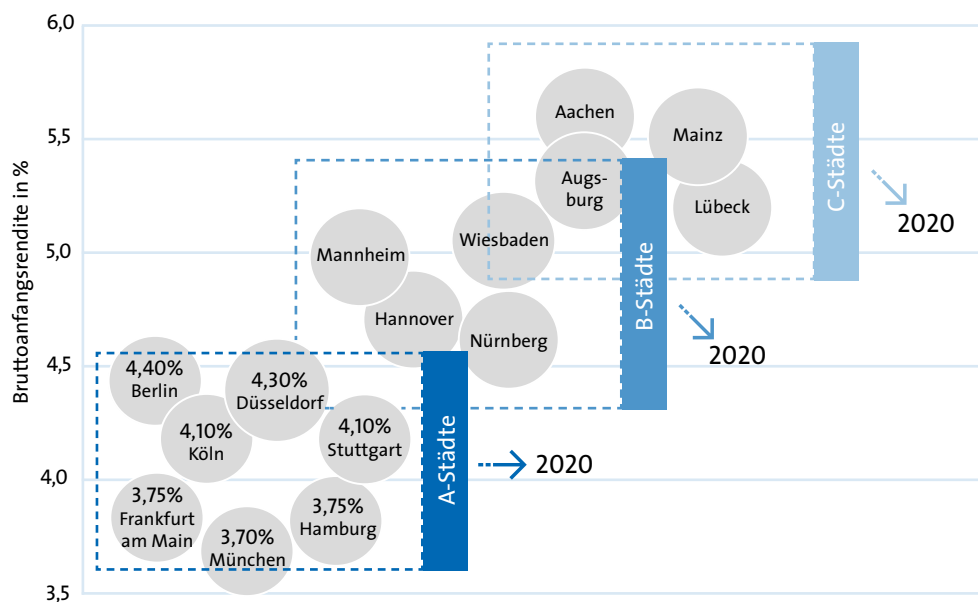 Bruttoanfangsrendite in %
6,0
5,5
5,0
4,5
4,0
3,5
Aachen
Mainz
Augs-
burg
Lübeck
C-Städte
2020
Wiesbaden
Mannheim
Hannover
Nürnberg
B-Städte
2020
4,40%
Berlin
4,30%
Düsseldorf
4,10%
Köln
4,10%
Stuttgart
3,75%
Frankfurt
am Main
3,70%
München
3,75%
Hamburg
A-Städte
2020